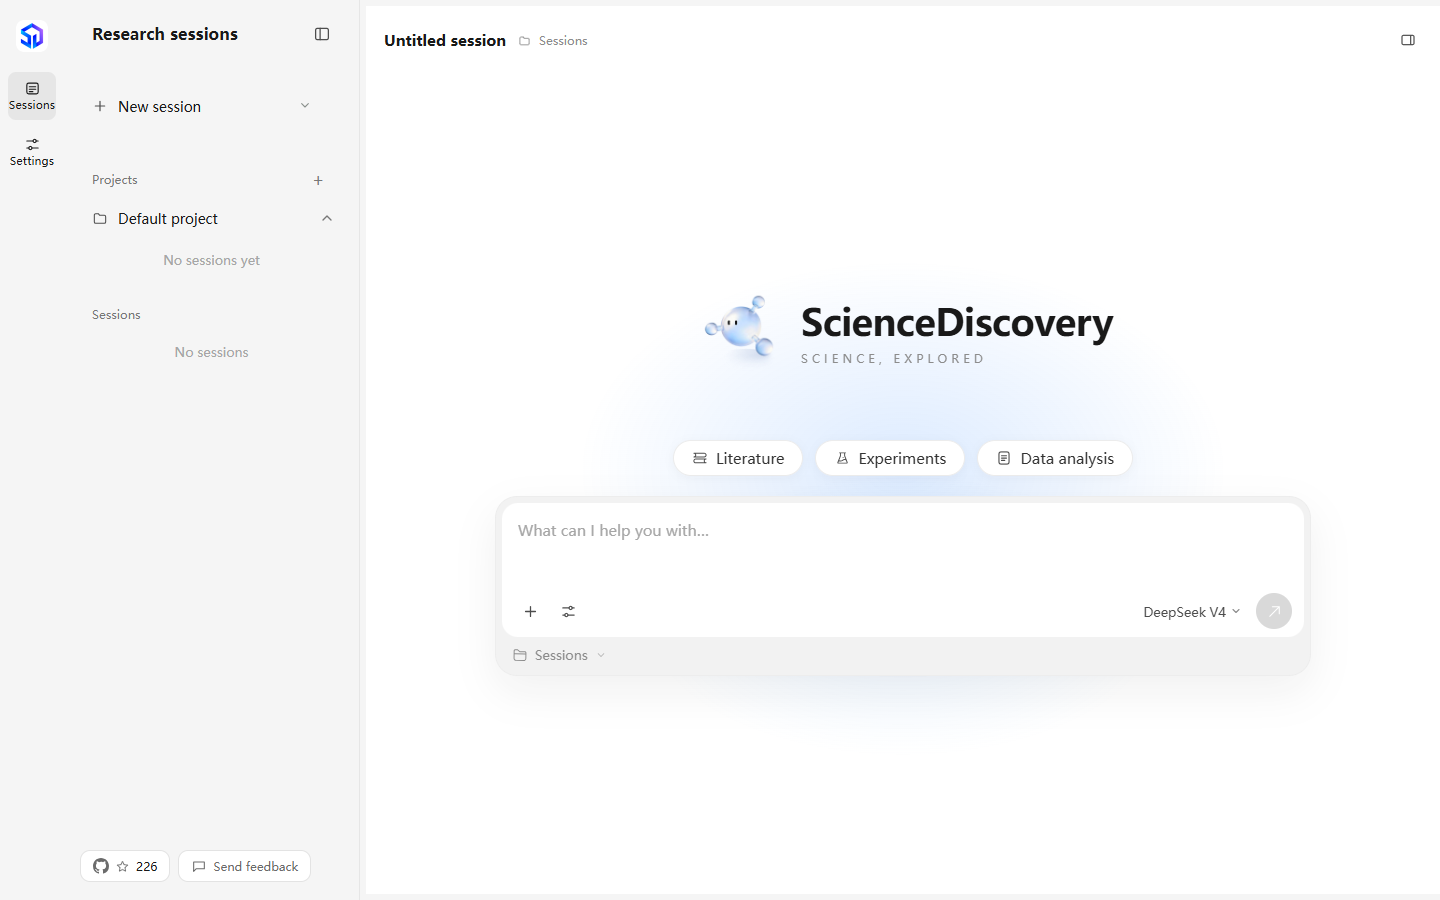 Research sessions
Sessions
Settings
New session
Projects
Default project
No sessions yet
Sessions
No sessions
226
Send feedback
Untitled session
Sessions
ScienceDiscovery
SCIENCE, EXPLORED
Literature
Experiments
Data analysis
What can I help you with...
DeepSeek V4
Sessions